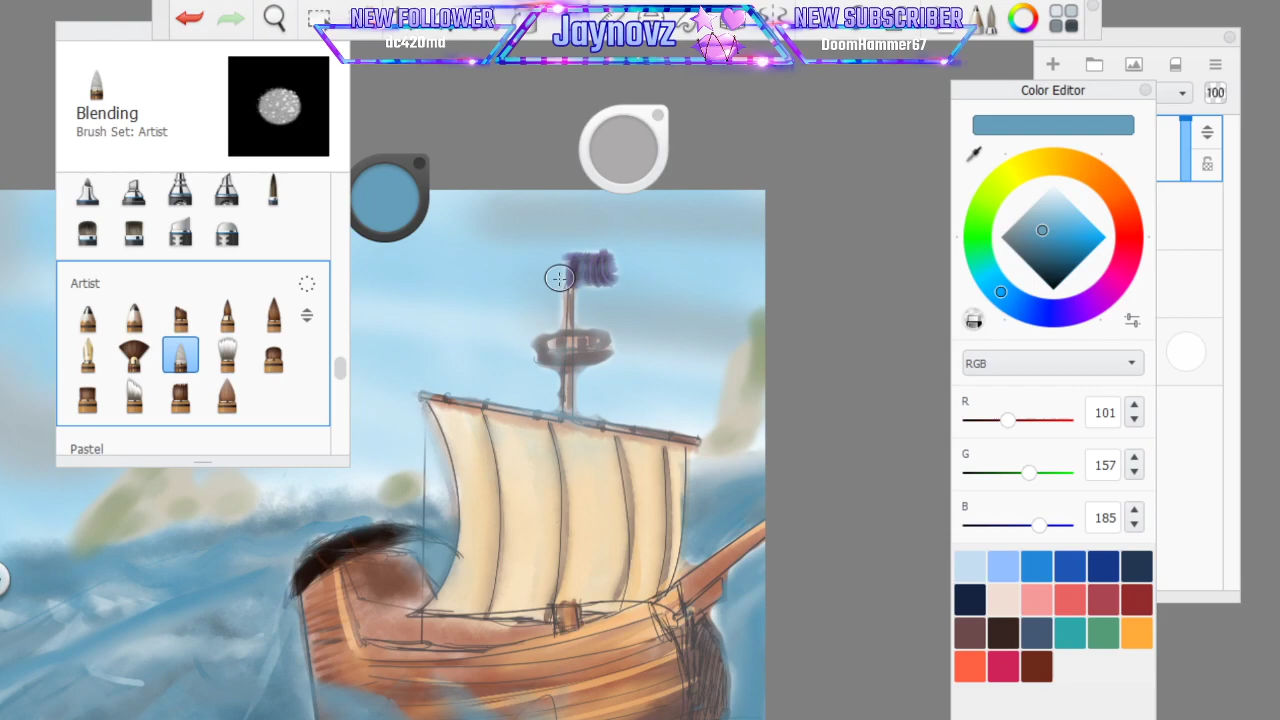 NEW FOLLOWER
dc420md
Jaynovz
NEW SUBSCRIBER
DoomHammer67
Blending
Brush Set: Artist
Artist
Pastel
Color Editor
100
RGB
R
101
G
157
B
185